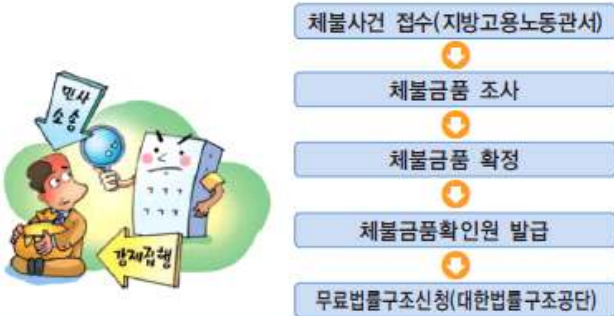 민사
소송
강제집행
체불사건 접수(지방고용노동관서)
체불금품 조사
체불금품 확정
체불금품확인원 발급
무료법률구조신청(대한법률구조공단)